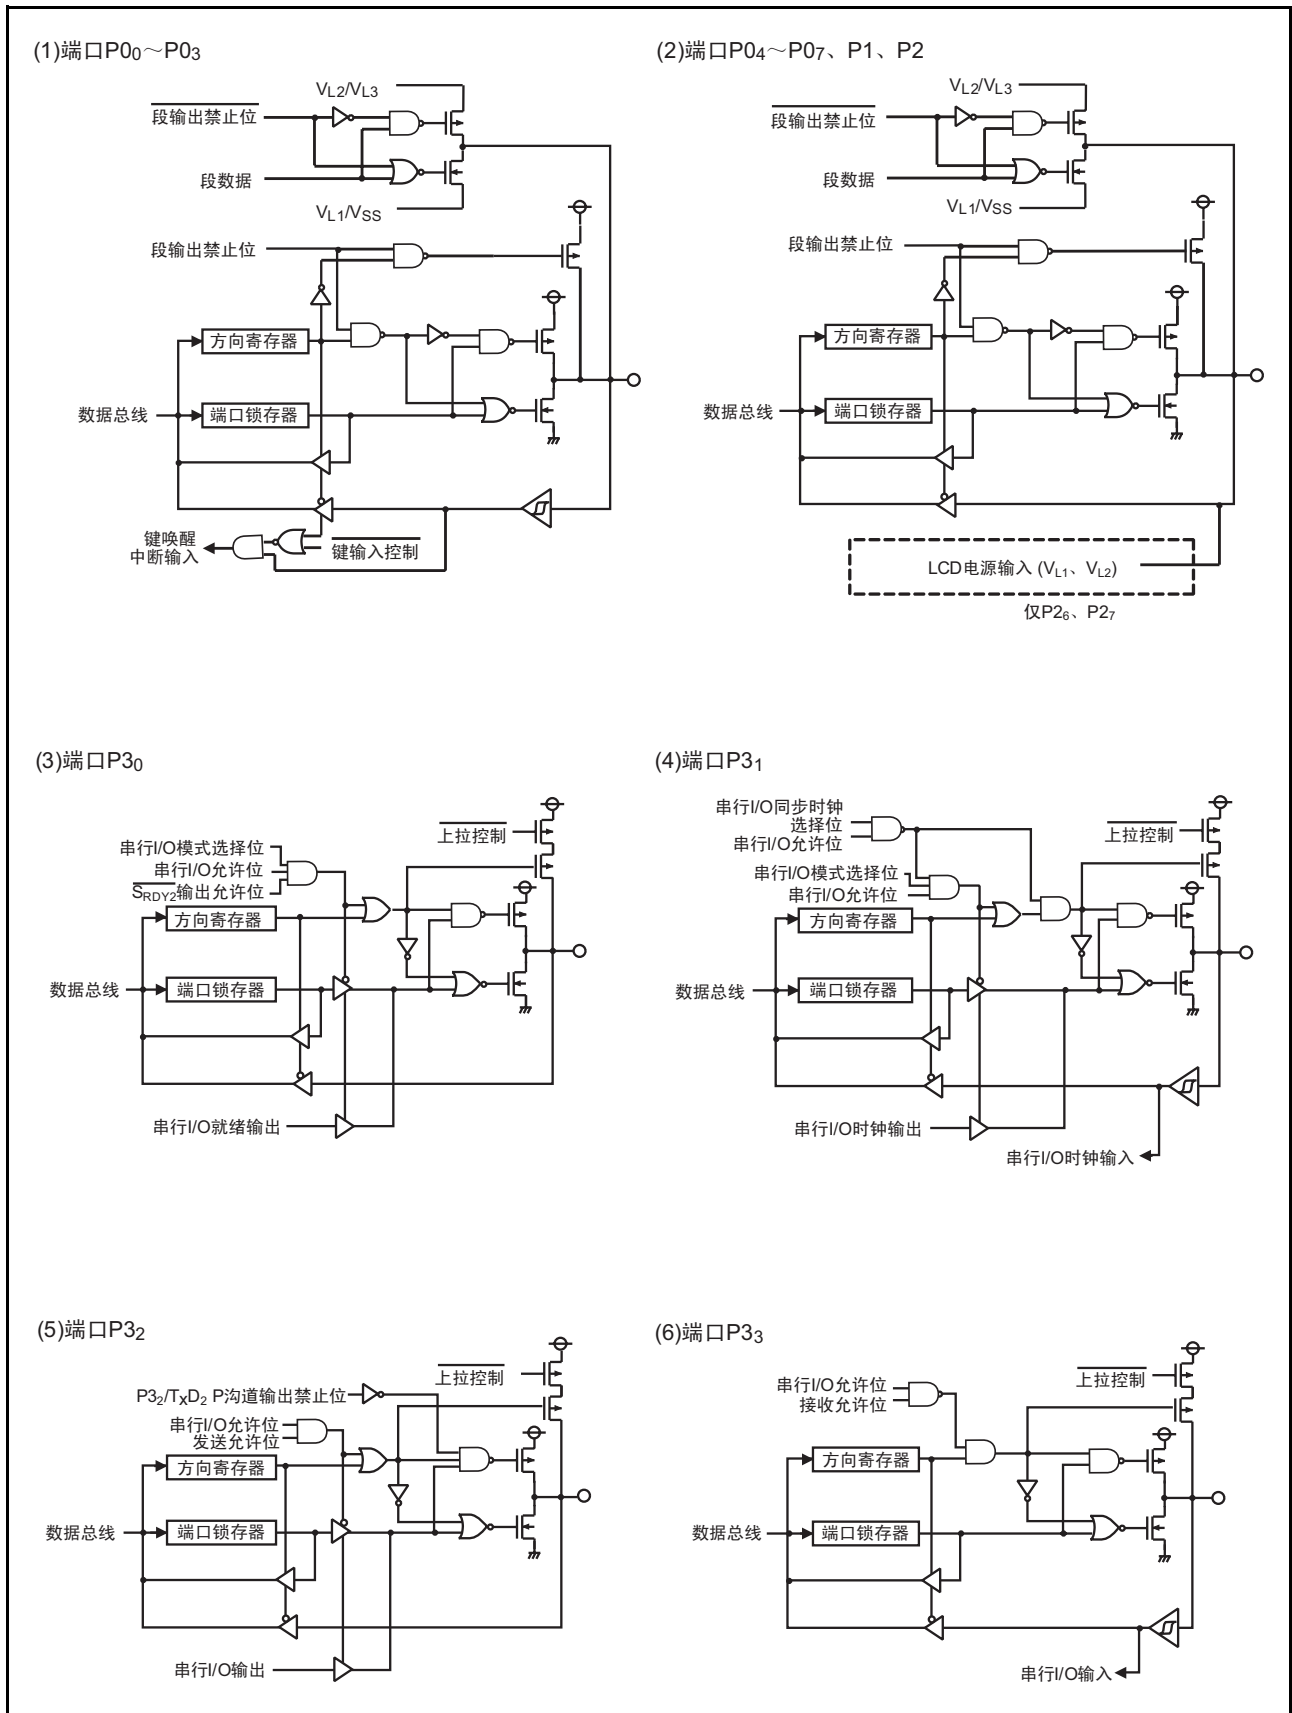 (1)端口P0₀～P0₃
V_L2/V_L3
段输出禁止位
段数据
V_L1/V_SS
段输出禁止位
方向寄存器
数据总线
端口锁存器
键唤醒
中断输入
键输入控制
(2)端口P0₄～P0₇、P1、P2
V_L2/V_L3
段输出禁止位
段数据
V_L1/V_SS
段输出禁止位
方向寄存器
数据总线
端口锁存器
LCD电源输入 (V_L1、V_L2)
仅P2₆、P2₇
(3)端口P3₀
上拉控制
串行I/O模式选择位
串行I/O允许位
S_RDY2输出允许位
方向寄存器
数据总线
端口锁存器
串行I/O就绪输出
(4)端口P3₁
串行I/O同步时钟
选择位
串行I/O允许位
上拉控制
串行I/O模式选择位
串行I/O允许位
方向寄存器
数据总线
端口锁存器
串行I/O时钟输出
串行I/O时钟输入
(5)端口P3₂
上拉控制
P3₂/TxD₂ P沟道输出禁止位
串行I/O允许位
发送允许位
方向寄存器
数据总线
端口锁存器
串行I/O输出
(6)端口P3₃
上拉控制
串行I/O允许位
接收允许位
方向寄存器
数据总线
端口锁存器
串行I/O输入